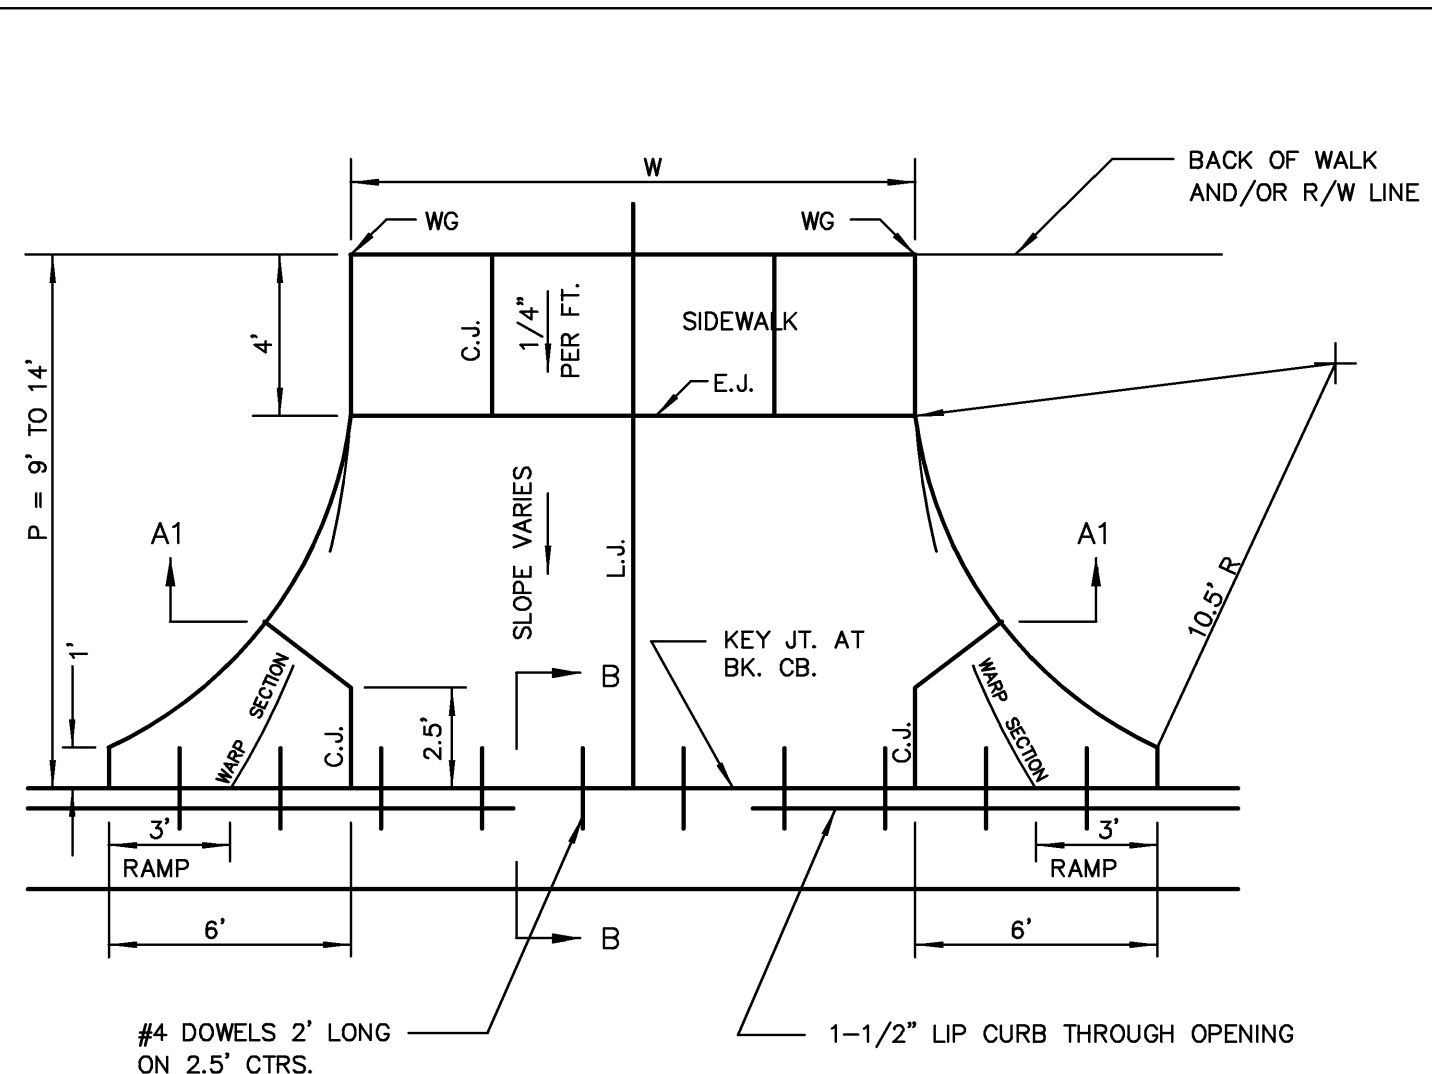 W
BACK OF WALK
AND/OR R/W LINE
WG
WG
4'
C.J.
1/4"
PER FT.
SIDEWALK
E.J.
P = 9' TO 14'
A1
SLOPE VARIES
L.J.
A1
10.5' R
1'
WARP SECTION
C.J.
2.5'
B
KEY JT. AT
BK. CB.
C.J.
WARP SECTION
3'
RAMP
3'
RAMP
6'
B
6'
#4 DOWELS 2' LONG
ON 2.5' CTRS.
1-1/2" LIP CURB THROUGH OPENING